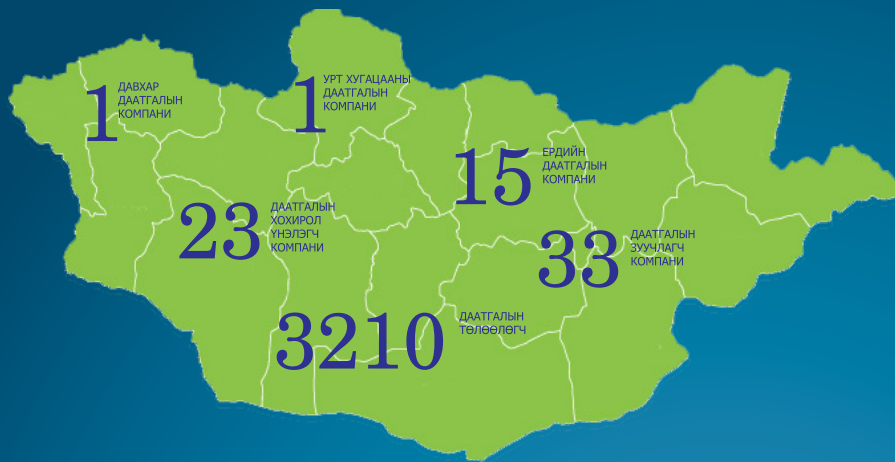 1
ДАВХАР
ДААТГАЛЫН
КОМПАНИ
1
УРТ ХУГАЦААНЫ
ДААТГАЛЫН
КОМПАНИ
15
ЕРДИЙН
ДААТГАЛЫН
КОМПАНИ
23
ДААТГАЛЫН
ХОХИРОЛ
ҮНЭЛЭГЧ
КОМПАНИ
33
ДААТГАЛЫН
ЗУУЧЛАГЧ
КОМПАНИ
3210
ДААТГАЛЫН
ТӨЛӨӨЛӨГЧ